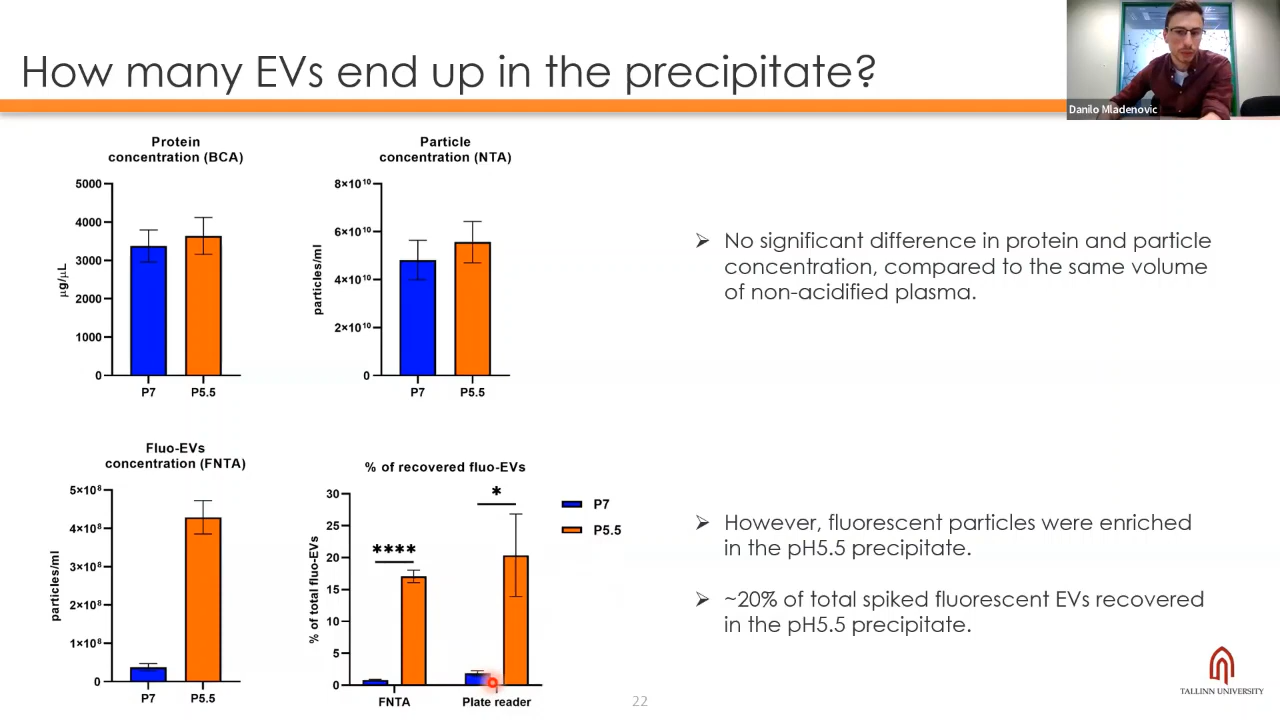 How many EVs end up in the precipitate?
Danilo Mladenovic
Protein
concentration (BCA)
5000
4000
3000
2000
1000
0
µg/µL
P7
P5.5
Particle
concentration (NTA)
8×10¹⁰
6×10¹⁰
4×10¹⁰
2×10¹⁰
0
particles/ml
P7
P5.5
➢ No significant difference in protein and particle
concentration, compared to the same volume
of non-acidified plasma.
Fluo-EVs
concentration (FNTA)
5×10⁸
4×10⁸
3×10⁸
2×10⁸
1×10⁸
0
particles/ml
P7
P5.5
% of recovered fluo-EVs
30
25
20
15
10
5
0
% of total fluo-EVs
****
*
FNTA
Plate reader
P7
P5.5
➢ However, fluorescent particles were enriched
in the pH5.5 precipitate.
➢ ~20% of total spiked fluorescent EVs recovered
in the pH5.5 precipitate.
22
TALLINN UNIVERSITY